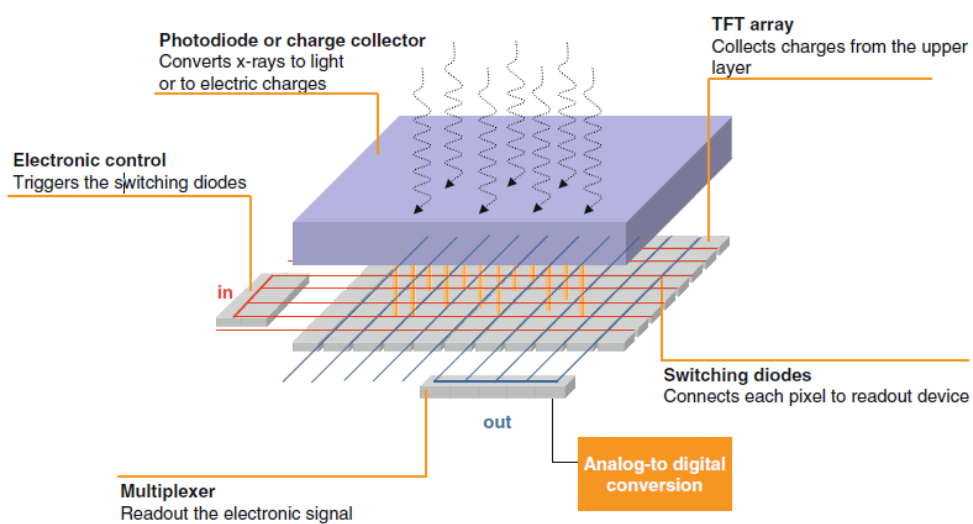 Photodiode or charge collector
Converts x-rays to light
or to electric charges
TFT array
Collects charges from the upper
layer
Electronic control
Triggers the switching diodes
in
Switching diodes
Connects each pixel to readout device
out
Analog-to digital
conversion
Multiplexer
Readout the electronic signal